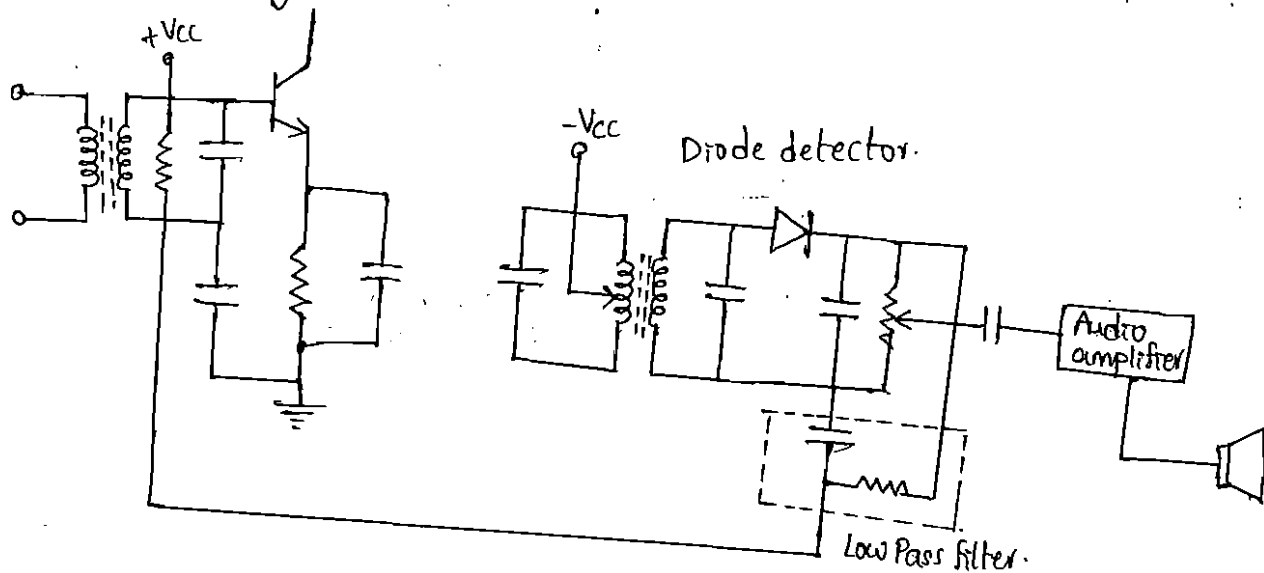 +VCC
-VCC
Diode detector.
Audio
amplifier
Low Pass filter.